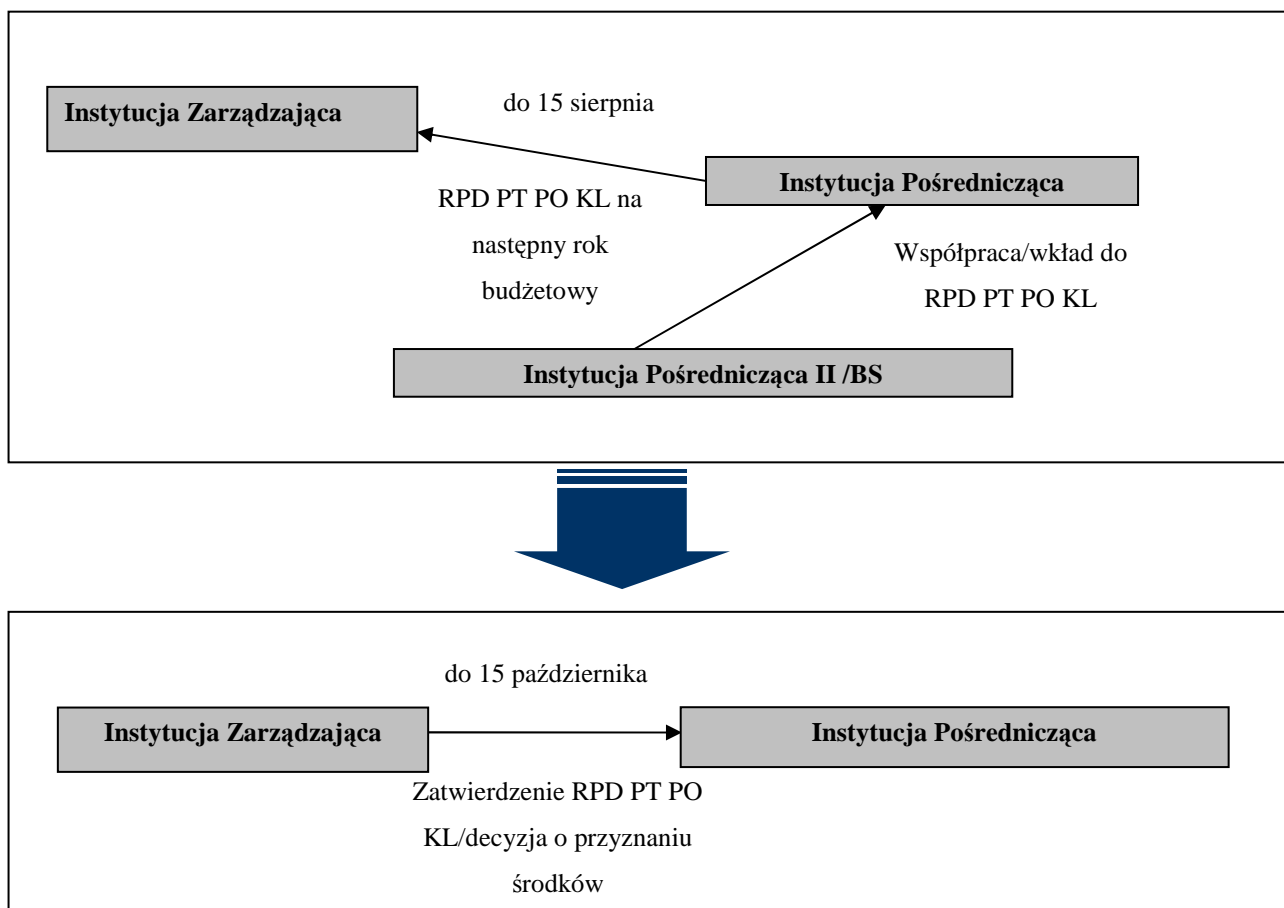 Instytucja Zarządzająca
do 15 sierpnia
Instytucja Pośrednicząca
RPD PT PO KL na
następny rok
budżetowy
Współpraca/wkład do
RPD PT PO KL
Instytucja Pośrednicząca II /BS
do 15 października
Instytucja Zarządzająca
Instytucja Pośrednicząca
Zatwierdzenie RPD PT PO
KL/decyzja o przyznaniu
środków